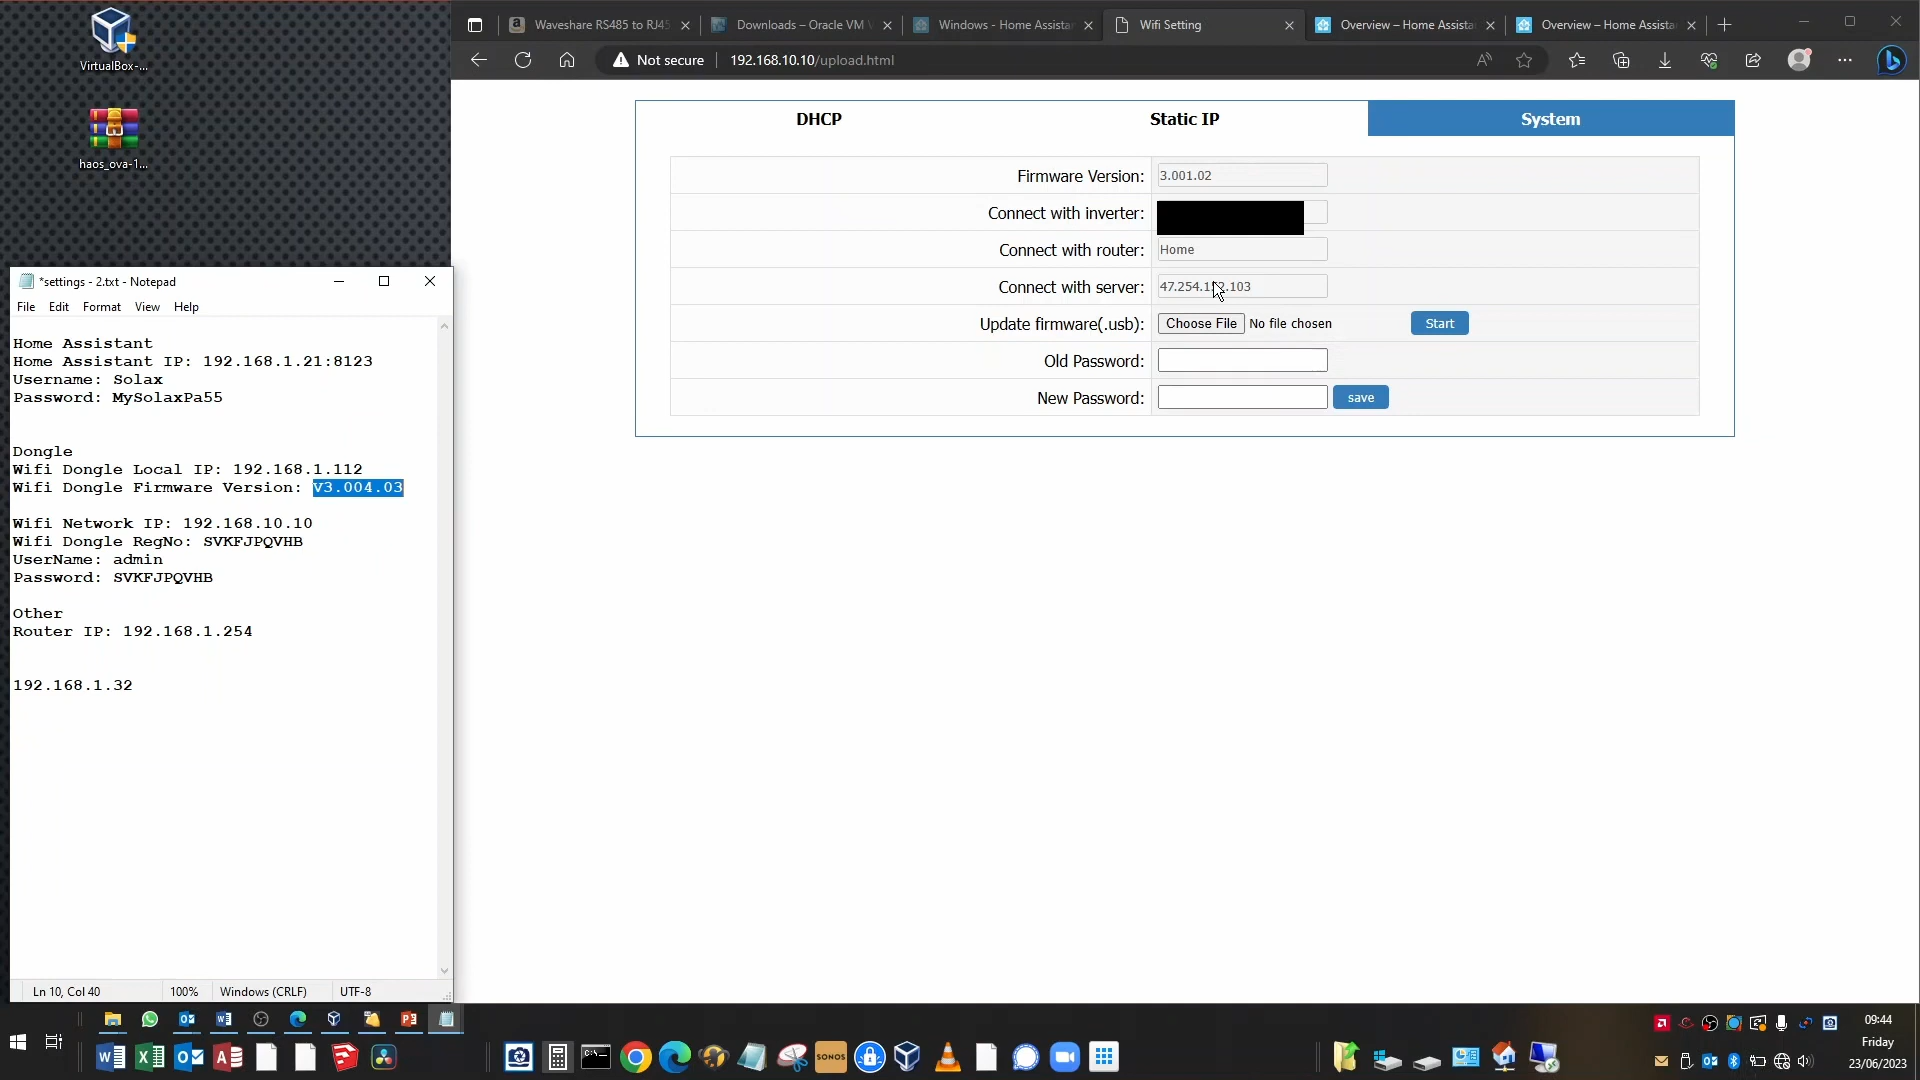 VirtualBox-...
haos_ova-1...
Waveshare RS485 to RJ45
Downloads – Oracle VM
Windows - Home Assista
Wifi Setting
Overview – Home Assista
Overview – Home Assista
Not secure
192.168.10.10/upload.html
DHCP
Static IP
System
Firmware Version:
3.001.02
Connect with inverter:
Connect with router:
Home
Connect with server:
Update firmware(.usb):
Choose File
No file chosen
Start
Old Password:
New Password:
save
*settings - 2.txt - Notepad
File
Edit
Format
View
Help
Home Assistant
Home Assistant IP: 192.168.1.21:8123
Username: Solax
Password: MySolaxPa55
Dongle
Wifi Dongle Local IP: 192.168.1.112
Wifi Dongle Firmware Version: V3.004.03
Wifi Network IP: 192.168.10.10
Wifi Dongle RegNo: SVKFJPQVHB
UserName: admin
Password: SVKFJPQVHB
Other
Router IP: 192.168.1.254
192.168.1.32
Ln 10, Col 40
100%
Windows (CRLF)
UTF-8
SONOS
09:44
Friday
23/06/2023